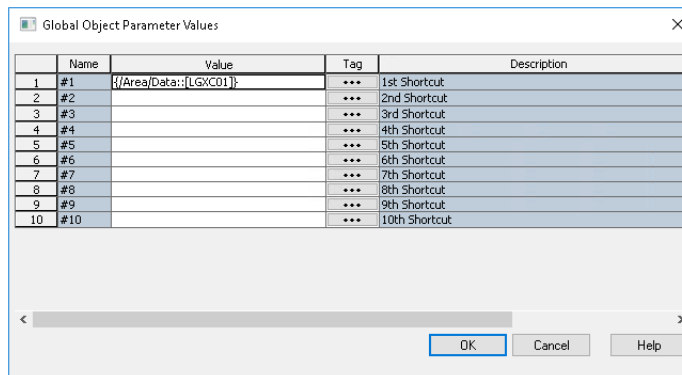 Global Object Parameter Values
Name Value Tag Description
1 #1 {/Area/Data::[LGXC01]} ••• 1st Shortcut
2 #2 ••• 2nd Shortcut
3 #3 ••• 3rd Shortcut
4 #4 ••• 4th Shortcut
5 #5 ••• 5th Shortcut
6 #6 ••• 6th Shortcut
7 #7 ••• 7th Shortcut
8 #8 ••• 8th Shortcut
9 #9 ••• 9th Shortcut
10 #10 ••• 10th Shortcut
OK Cancel Help